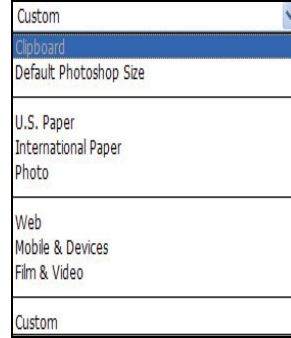 Custom
Clipboard
Default Photoshop Size
U.S. Paper
International Paper
Photo
Web
Mobile & Devices
Film & Video
Custom